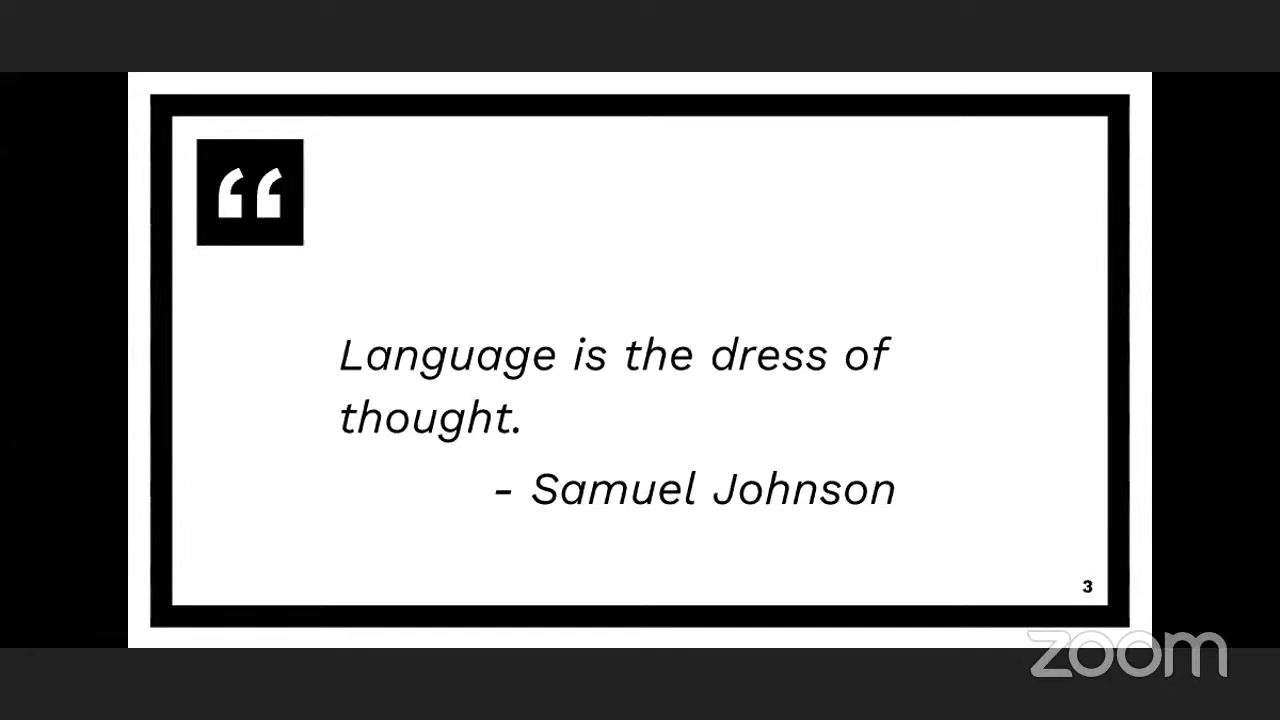 “
Language is the dress of
thought.
- Samuel Johnson
3
zoom